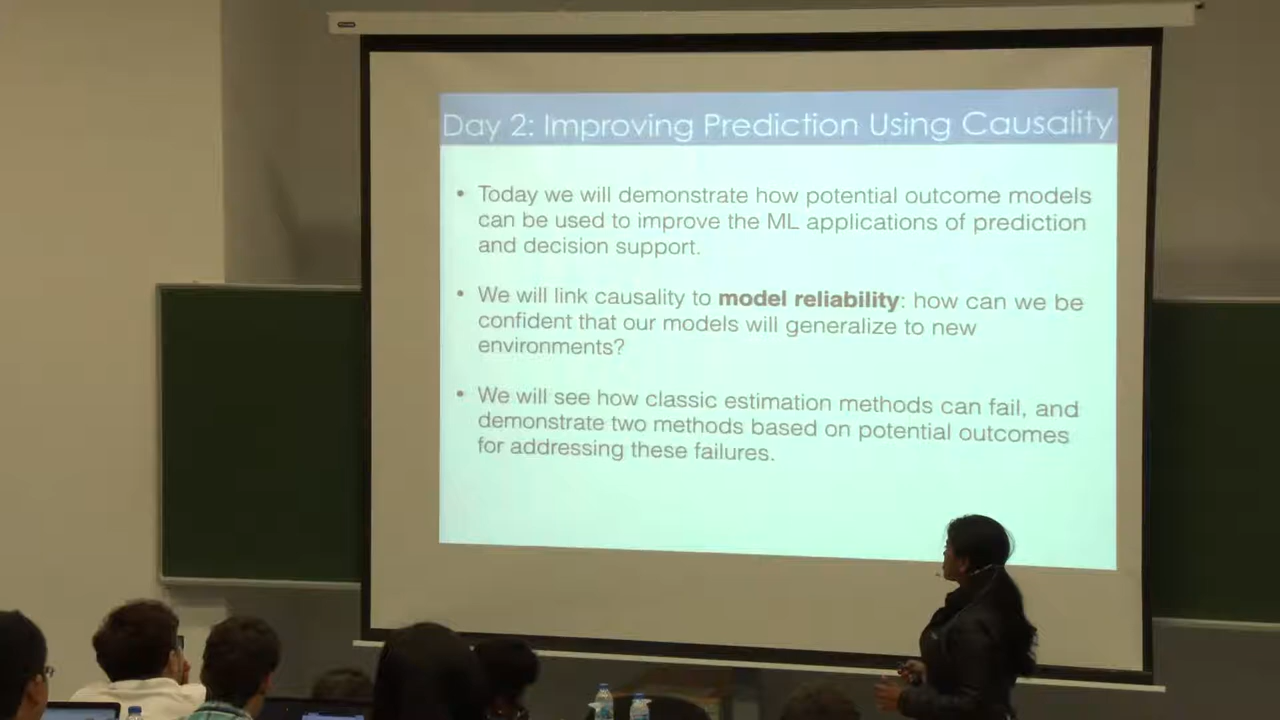 Day 2: Improving Prediction Using Causality
• Today we will demonstrate how potential outcome models
can be used to improve the ML applications of prediction
and decision support.
• We will link causality to model reliability: how can we be
confident that our models will generalize to new
environments?
• We will see how classic estimation methods can fail, and
demonstrate two methods based on potential outcomes
for addressing these failures.